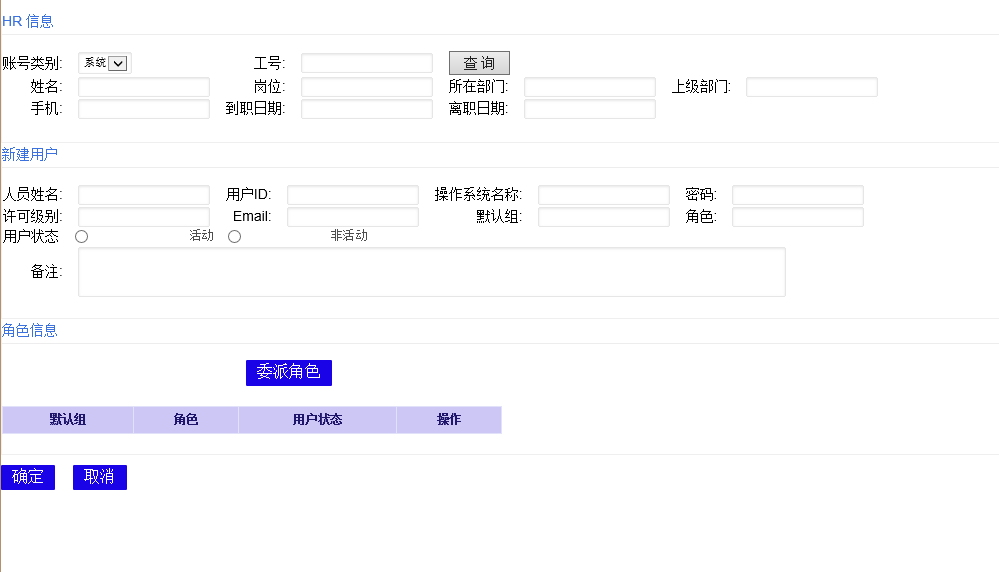 HR 信息
账号类别: 系统 工号: 查 询
姓名: 岗位: 所在部门: 上级部门:
手机: 到职日期: 离职日期:
新建用户
人员姓名: 用户ID: 操作系统名称: 密码:
许可级别: Email: 默认组: 角色:
用户状态 活动 非活动
备注:
角色信息
委派角色
默认组 角色 用户状态 操作
确定 取消